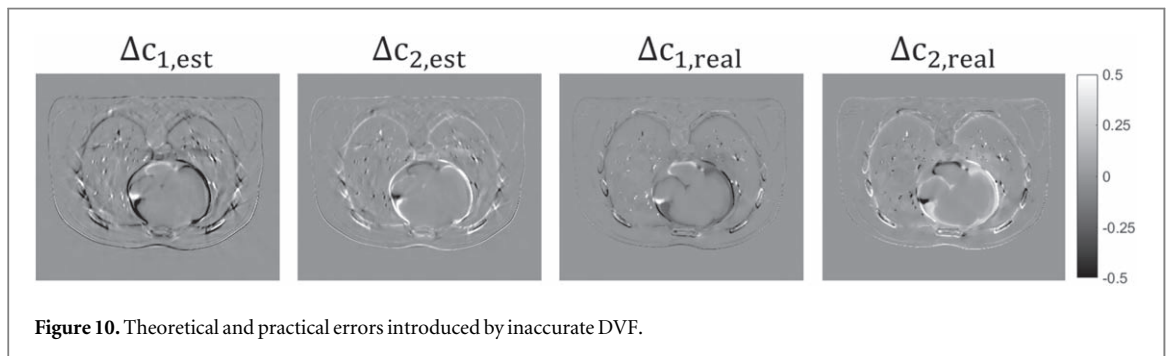 Δc1,est Δc2,est Δc1,real Δc2,real
0.5
0.25
0
-0.25
-0.5
Figure 10. Theoretical and practical errors introduced by inaccurate DVF.